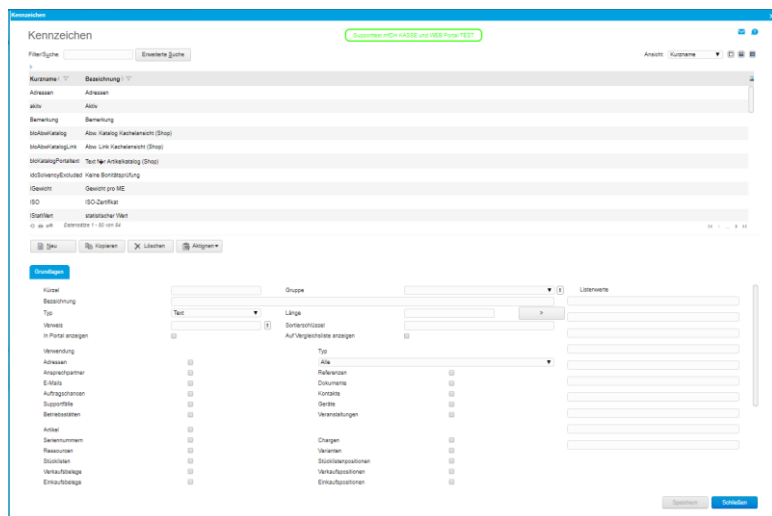 Kennzeichen
Kennzeichen
Supportnet mfCH KASSE und WEB Portal TEST
Filter/Suche: Erweiterte Suche Ansicht: Kurzname
Kurzname Bezeichnung
Adressen Adressen
aktiv Aktiv
Bemerkung Bemerkung
bloAbwKatalog Abw. Katalog Kachelansicht (Shop)
bloAbwKatalogLink Abw. Link Kachelansicht (Shop)
bloKatalogPortaltext Text für Artikelkatalog (Shop)
idcSolvencyExcluded Keine Bonitätsprüfung
IGewicht Gewicht pro ME
ISO ISO-Zertifikat
IStatWert statistischer Wert
Datensätze 1 - 50 von 84
Neu Kopieren Löschen Aktionen
Grundlagen
Kürzel Gruppe Listenwerte
Bezeichnung
Typ Text Länge >
Verweis Sortierschlüssel
In Portal anzeigen Auf Vergleichsliste anzeigen
Verwendung Typ
Adressen Alle
Ansprechpartner Referenzen
E-Mails Dokumente
Auftragschancen Kontakte
Supportfälle Geräte
Betriebsstätten Veranstaltungen
Artikel
Seriennummern Chargen
Ressourcen Varianten
Stücklisten Stücklistenpositionen
Verkaufsbelege Verkaufspositionen
Einkaufsbelege Einkaufspositionen
Speichern Schließen